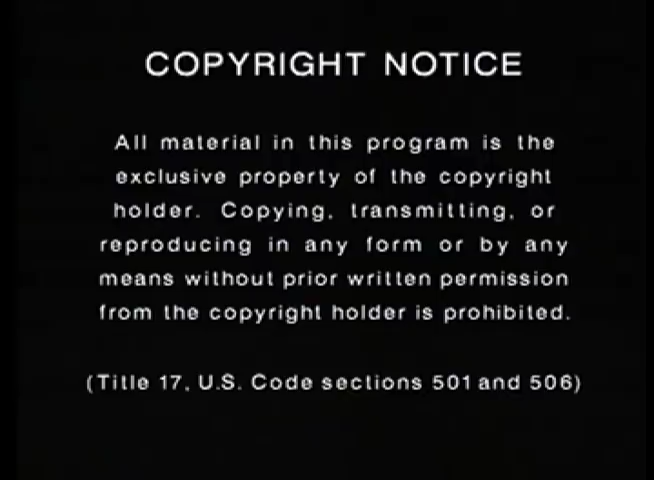 COPYRIGHT NOTICE
All material in this program is the
exclusive property of the copyright
holder. Copying, transmitting, or
reproducing in any form or by any
means without prior written permission
from the copyright holder is prohibited.
(Title 17, U.S. Code sections 501 and 506)